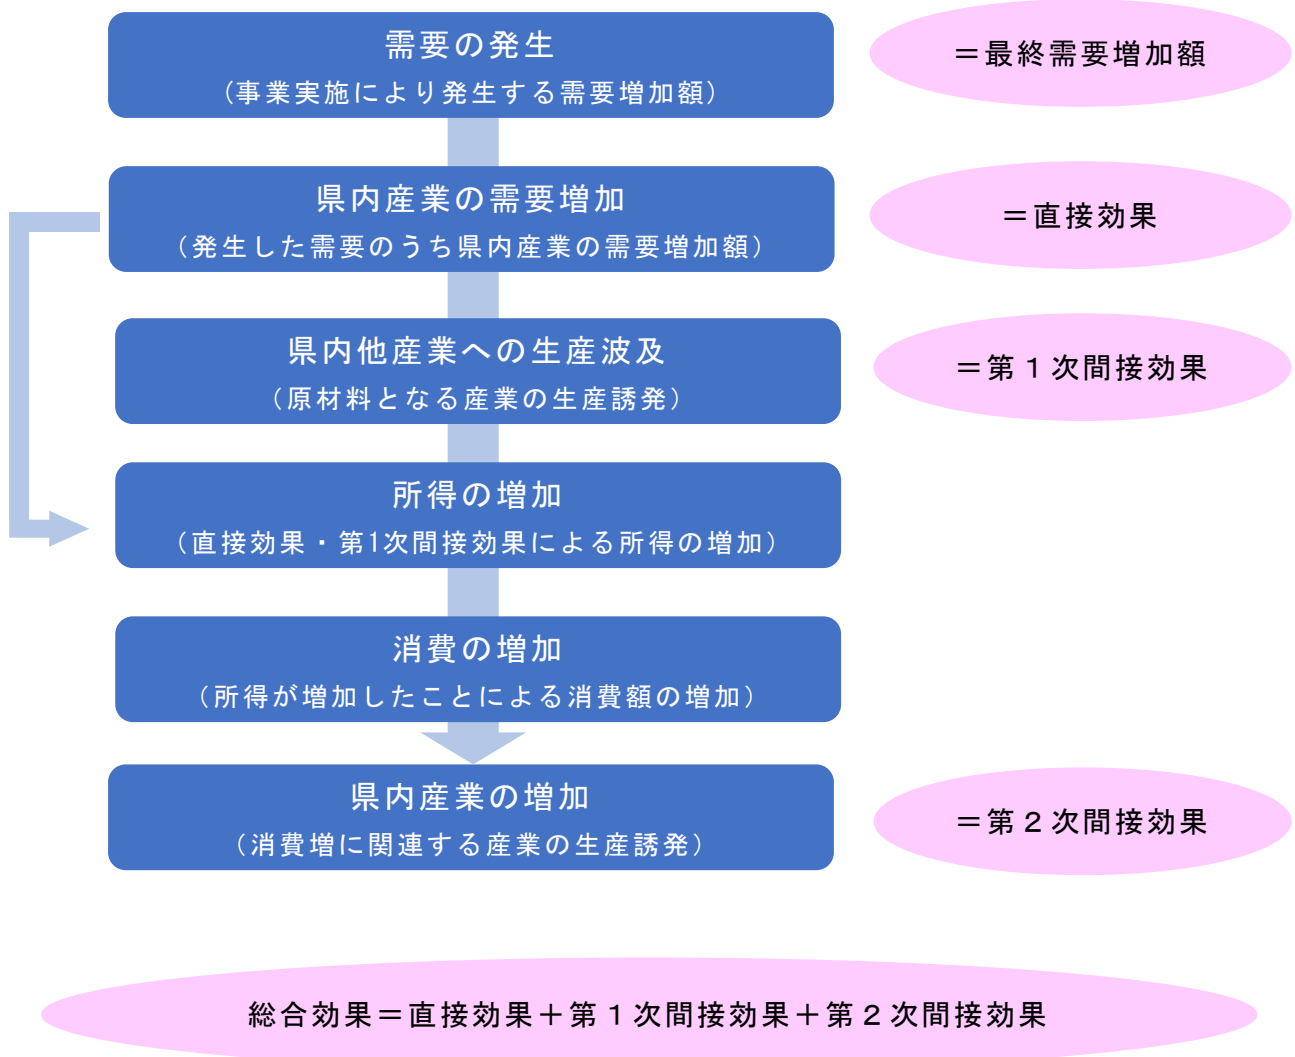 需要の発生
(事業実施により発生する需要増加額)
＝最終需要増加額
県内産業の需要増加
(発生した需要のうち県内産業の需要増加額)
＝直接効果
県内他産業への生産波及
(原材料となる産業の生産誘発)
＝第１次間接効果
所得の増加
(直接効果・第1次間接効果による所得の増加)
消費の増加
(所得が増加したことによる消費額の増加)
県内産業の増加
(消費増に関連する産業の生産誘発)
＝第２次間接効果
総合効果＝直接効果＋第１次間接効果＋第２次間接効果